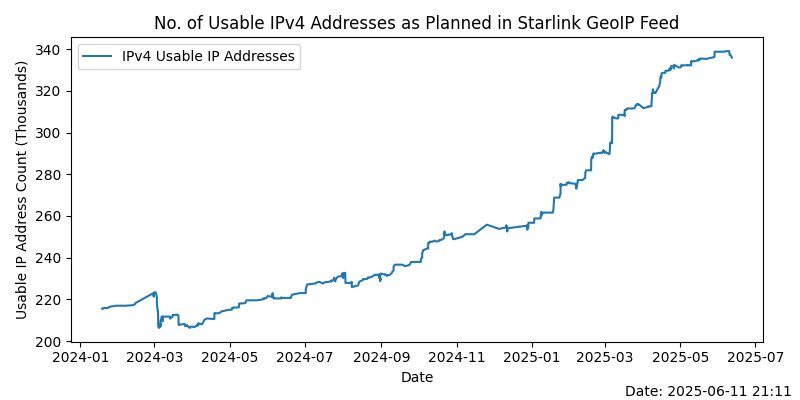 No. of Usable IPv4 Addresses as Planned in Starlink GeoIP Feed
IPv4 Usable IP Addresses
Usable IP Address Count (Thousands)
340
320
300
280
260
240
220
200
2024-01 2024-03 2024-05 2024-07 2024-09 2024-11 2025-01 2025-03 2025-05 2025-07
Date
Date: 2025-06-11 21:11